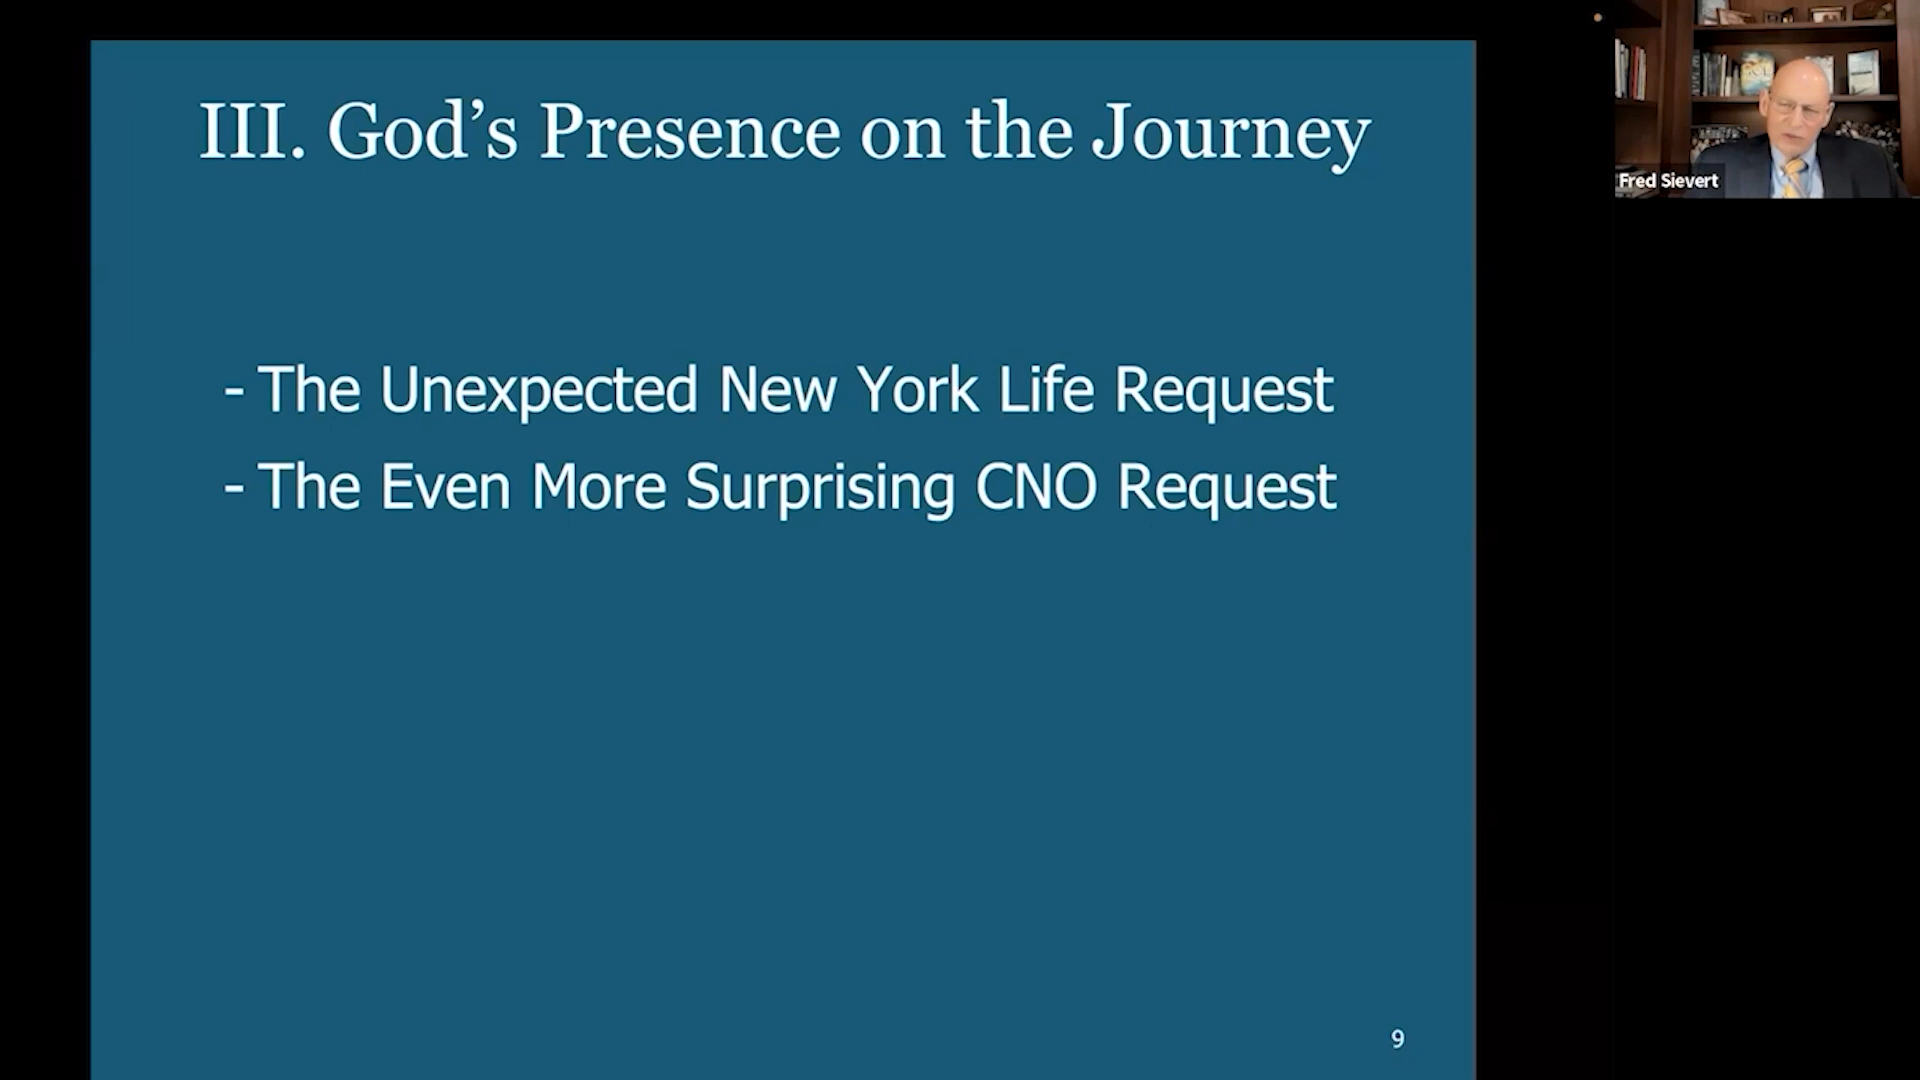 III. God’s Presence on the Journey
- The Unexpected New York Life Request
- The Even More Surprising CNO Request
9
Fred Sievert